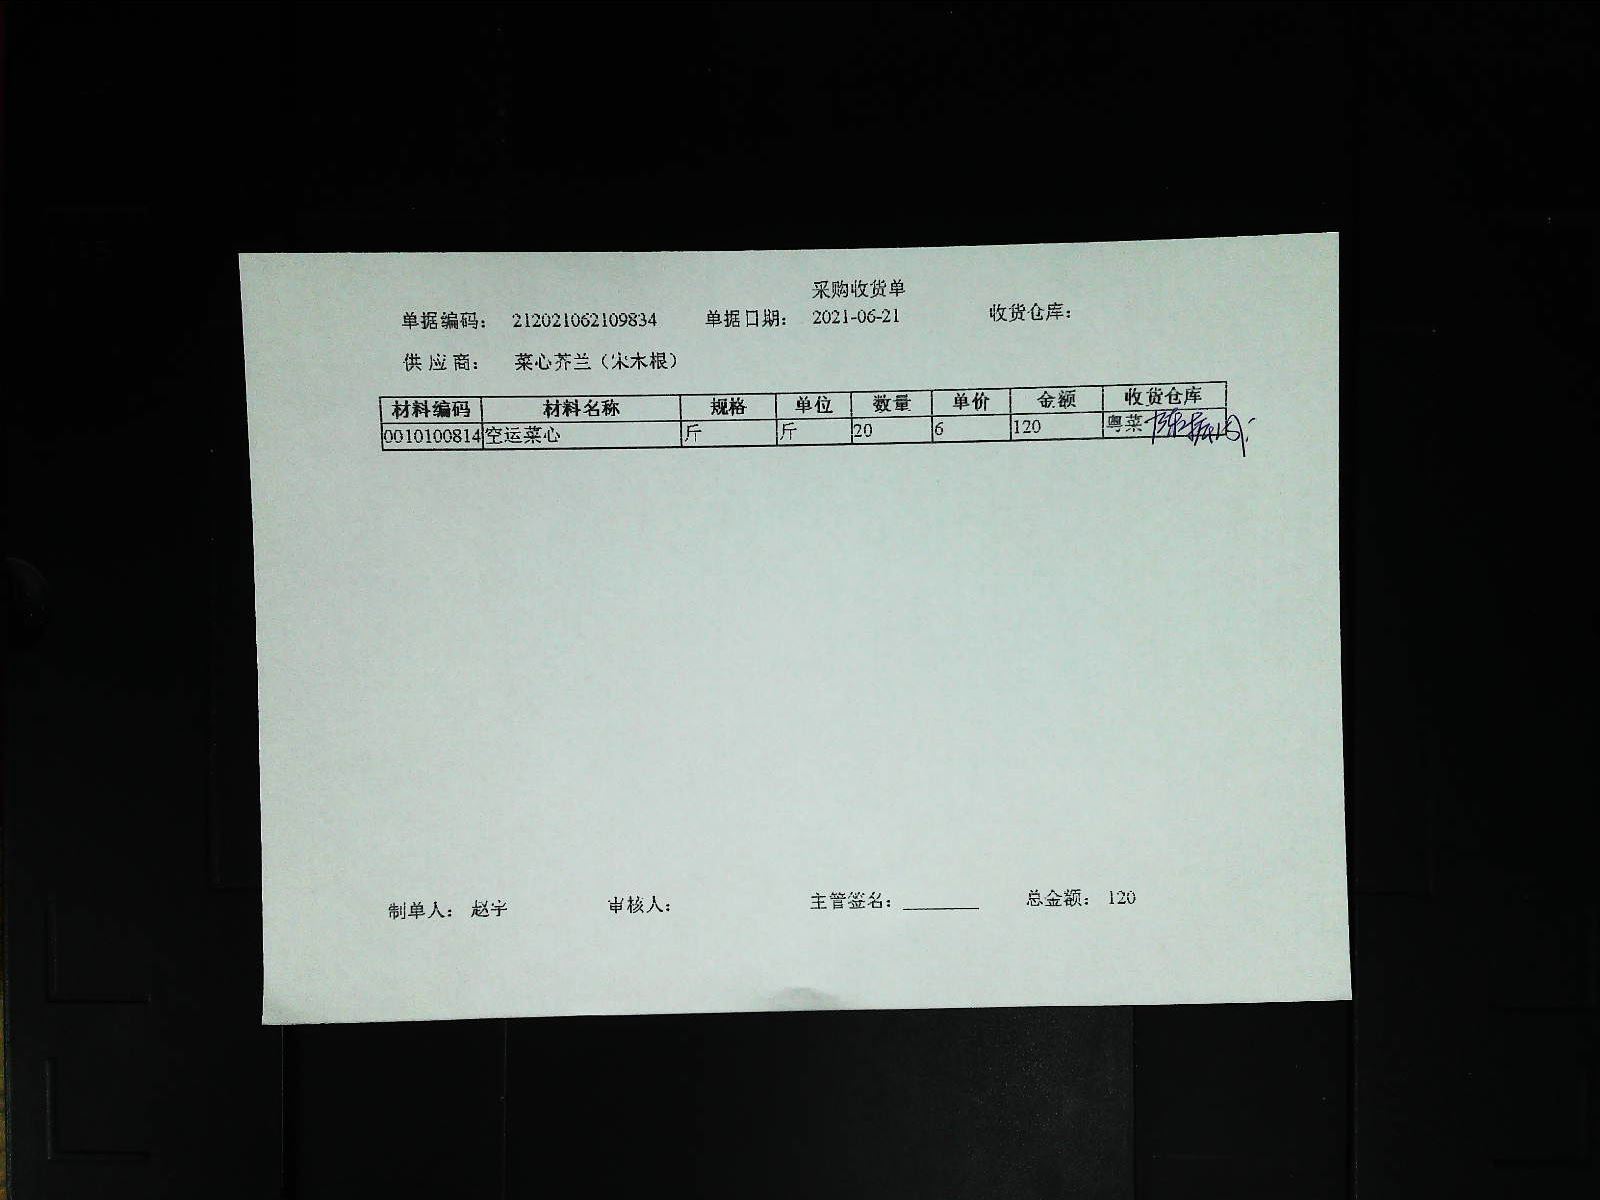 采购收货单
单据编码： 212021062109834 单据日期： 2021-06-21 收货仓库：
供 应 商： 菜心芥兰（宋木根）
材料编码 材料名称 规格 单位 数量 单价 金额 收货仓库
0010100814 空运菜心 斤 斤 20 6 120 粤菜
制单人： 赵宇 审核人： 主管签名： 总金额： 120